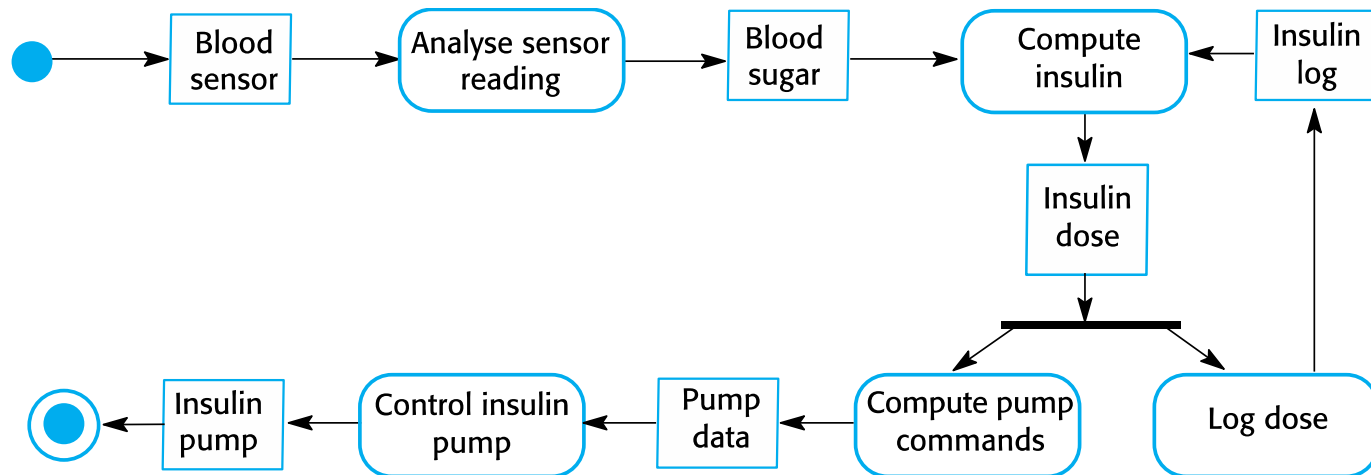 Blood
sensor
Analyse sensor
reading
Blood
sugar
Compute
insulin
Insulin
log
Insulin
dose
Insulin
pump
Control insulin
pump
Pump
data
Compute pump
commands
Log dose